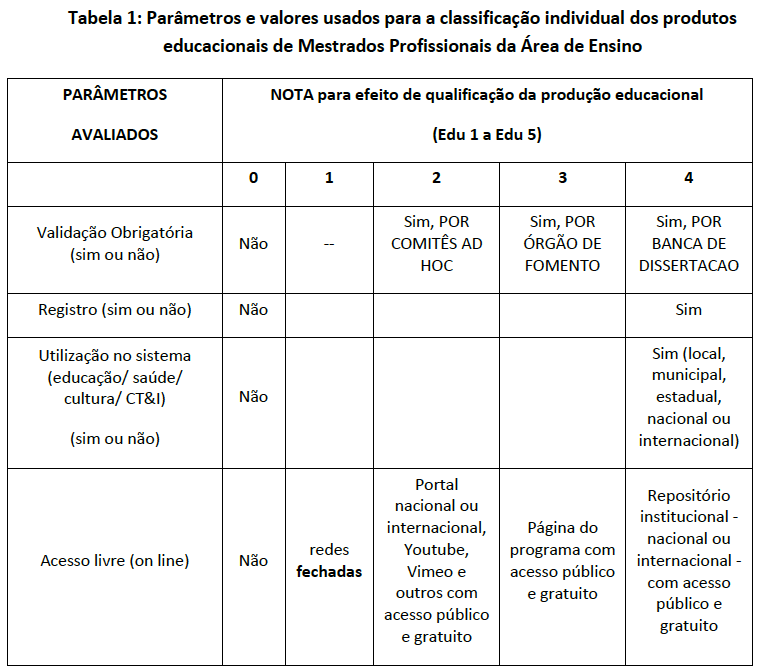 Tabela 1: Parâmetros e valores usados para a classificação individual dos produtos
educacionais de Mestrados Profissionais da Área de Ensino
PARÂMETROS
AVALIADOS
NOTA para efeito de qualificação da produção educacional
(Edu 1 a Edu 5)
0
1
2
3
4
Validação Obrigatória
(sim ou não)
Não
--
Sim, POR
COMITÊS AD
HOC
Sim, POR
ÓRGÃO DE
FOMENTO
Sim, POR
BANCA DE
DISSERTACAO
Registro (sim ou não)
Não
Sim
Utilização no sistema
(educação/ saúde/
cultura/ CT&I)
(sim ou não)
Não
Sim (local,
municipal,
estadual,
nacional ou
internacional)
Acesso livre (on line)
Não
redes
fechadas
Portal
nacional ou
internacional,
Youtube,
Vimeo e
outros com
acesso público
e gratuito
Página do
programa com
acesso público
e gratuito
Repositório
institucional -
nacional ou
internacional -
com acesso
público e
gratuito